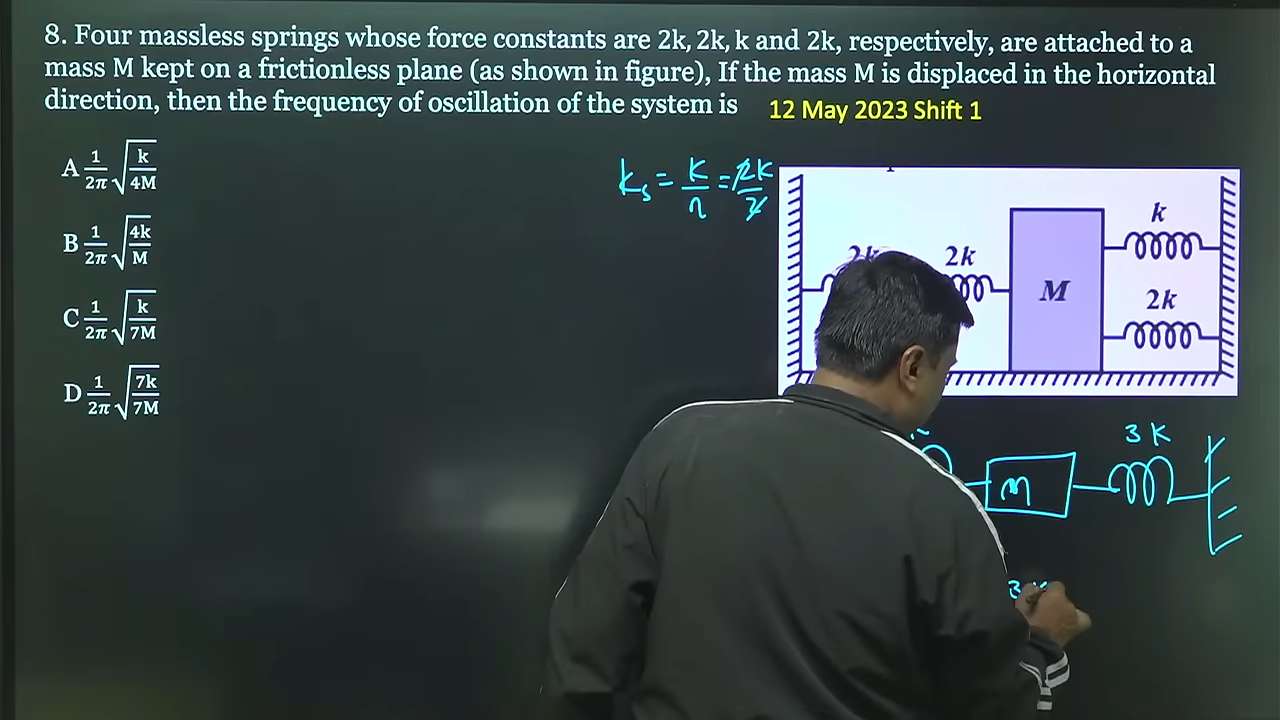 8. Four massless springs whose force constants are 2k, 2k, k and 2k, respectively, are attached to a
mass M kept on a frictionless plane (as shown in figure), If the mass M is displaced in the horizontal
direction, then the frequency of oscillation of the system is 12 May 2023 Shift 1
A 1/2π √k/4M
B 1/2π √4k/M
C 1/2π √k/7M
D 1/2π √7k/7M
ks = k/n = 2k/2
2k 2k M k
2k
m 3K
3